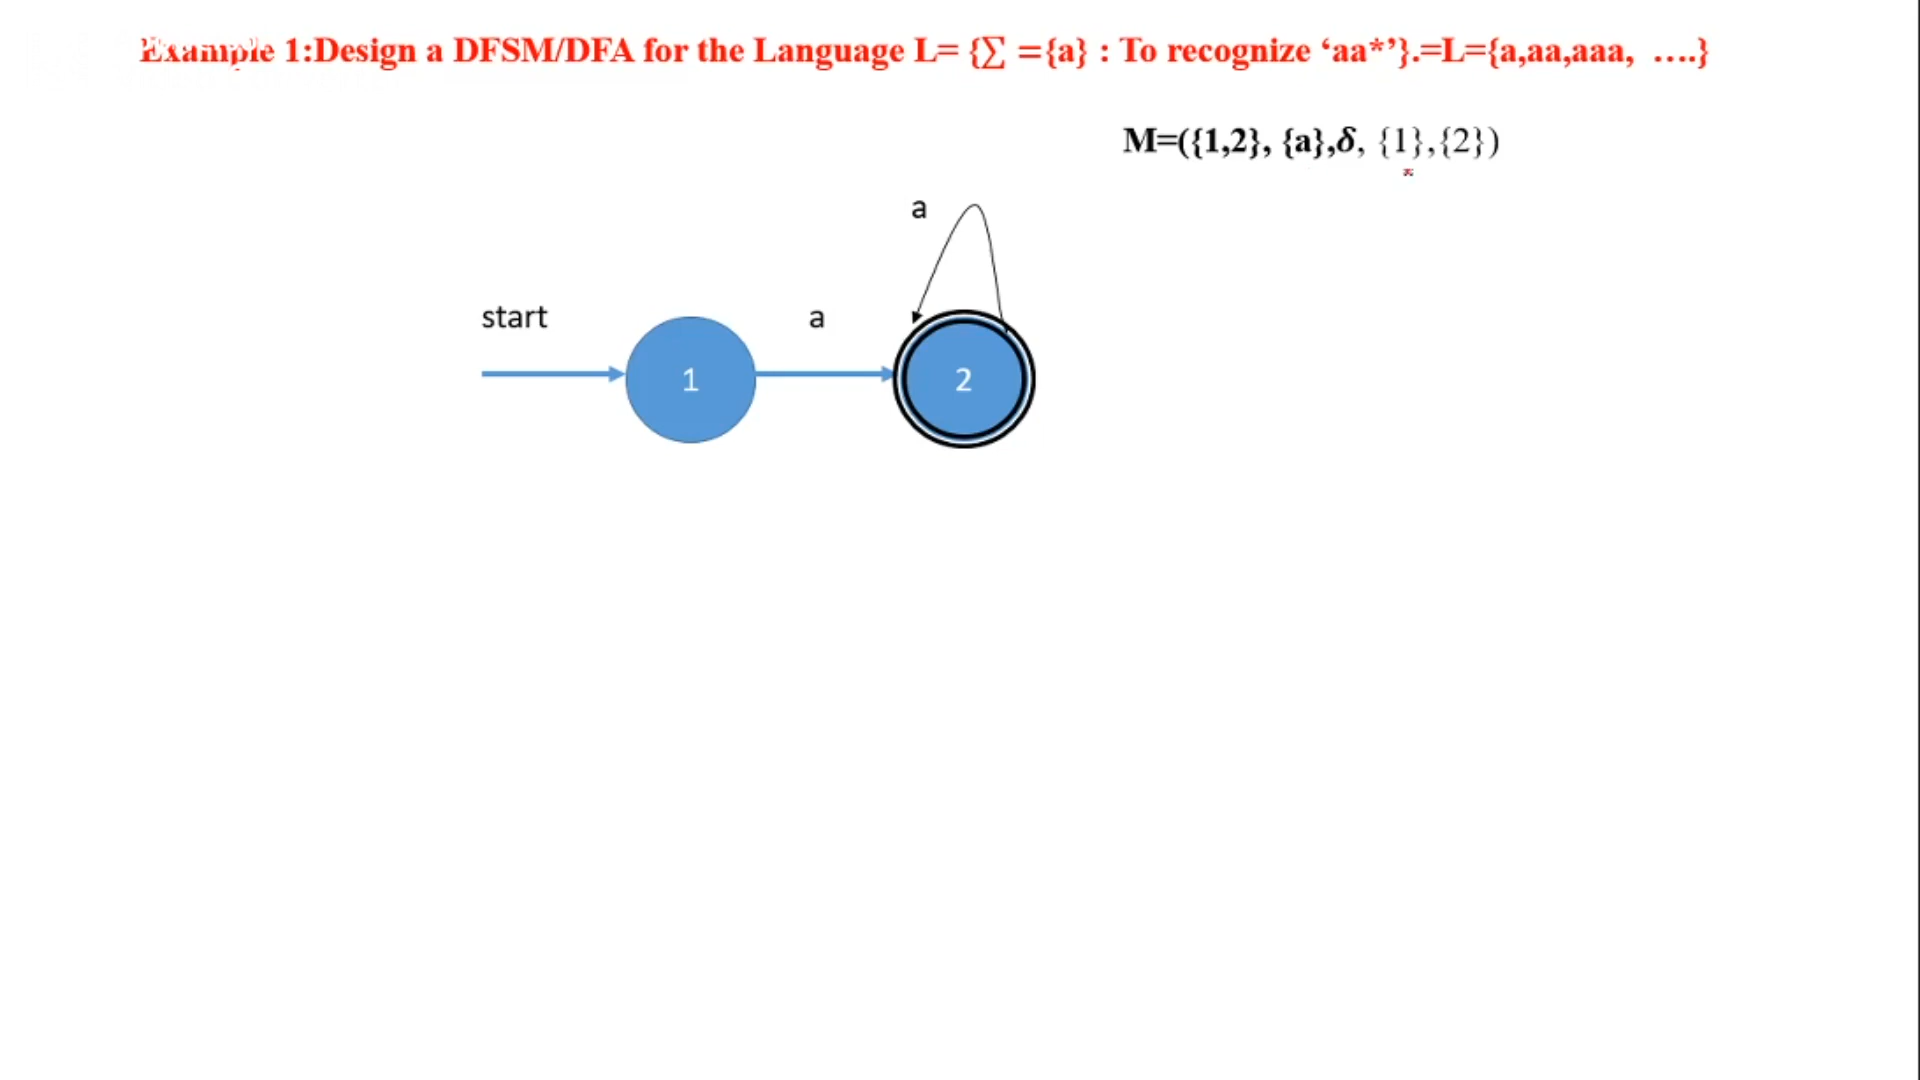 Example 1:Design a DFSM/DFA for the Language L= {∑ ={a} : To recognize ‘aa*’}.=L={a,aa,aaa, ….}
M=({1,2}, {a},δ, {1},{2})
a
start
a
1
2